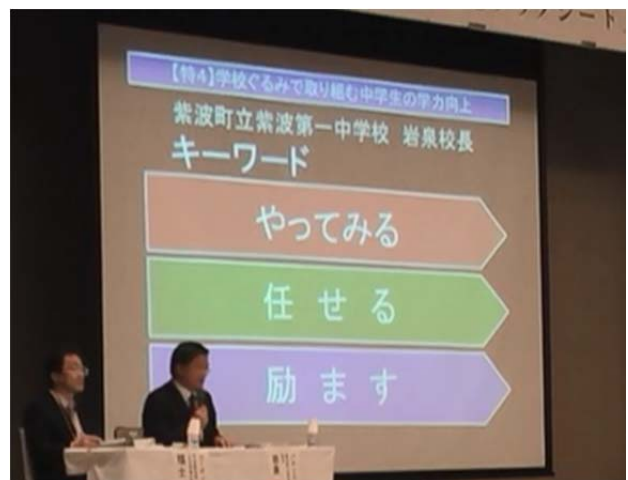 【特4】学校ぐるみで取り組む中学生の学力向上
紫波町立紫波第一中学校 岩泉校長
キーワード
やってみる
任せる
励ます